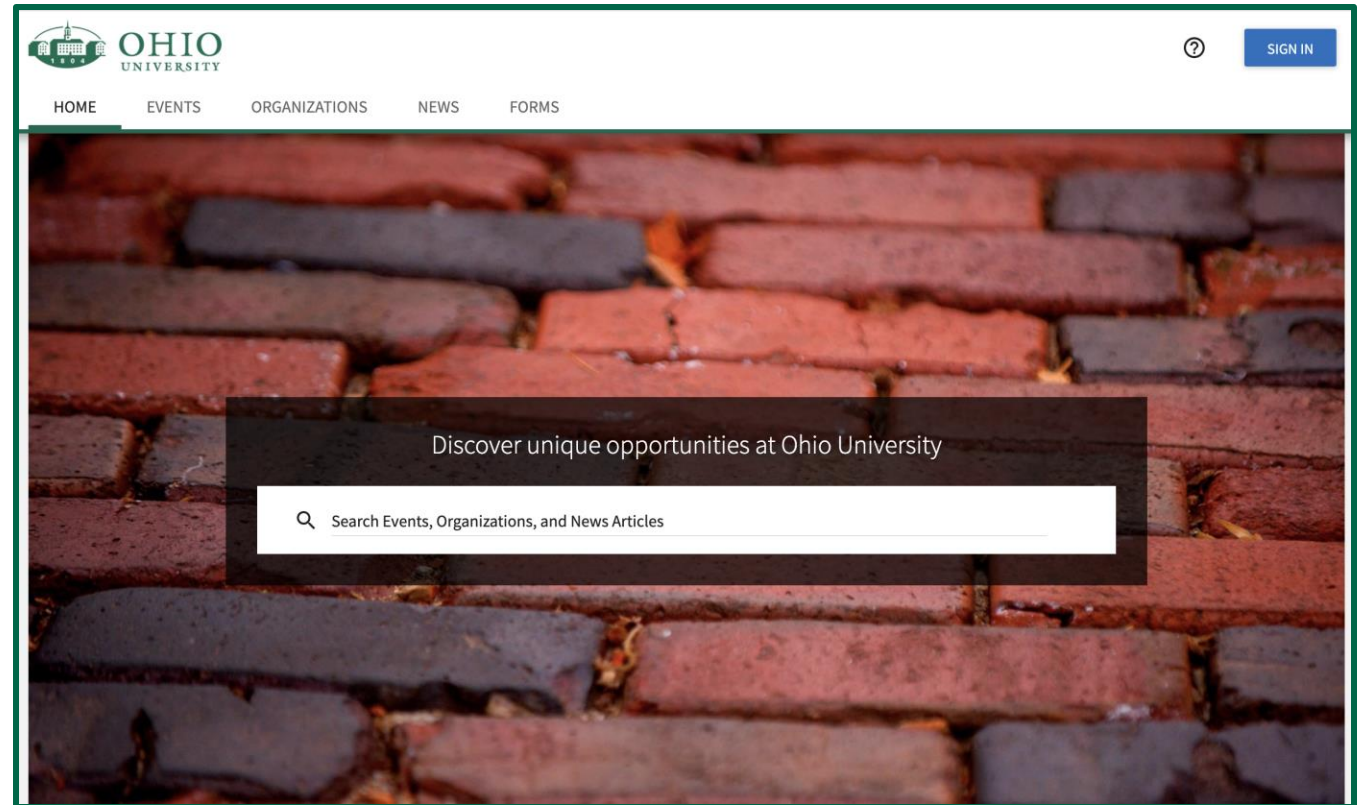 1804
OHIO
UNIVERSITY
SIGN IN
HOME EVENTS ORGANIZATIONS NEWS FORMS
Discover unique opportunities at Ohio University
Search Events, Organizations, and News Articles